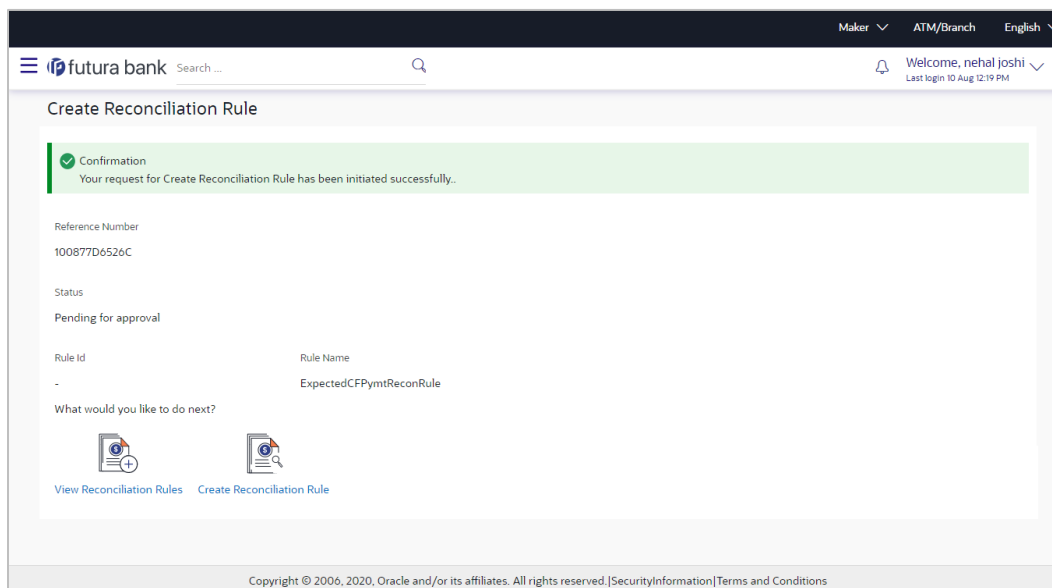 Maker ATM/Branch English
futura bank Search ... Welcome, nehal joshi
Last login 10 Aug 12:19 PM
Create Reconciliation Rule
Confirmation
Your request for Create Reconciliation Rule has been initiated successfully..
Reference Number
100877D6526C
Status
Pending for approval
Rule Id Rule Name
- ExpectedCFPymtReconRule
What would you like to do next?
View Reconciliation Rules Create Reconciliation Rule
Copyright © 2006, 2020, Oracle and/or its affiliates. All rights reserved.|SecurityInformation|Terms and Conditions